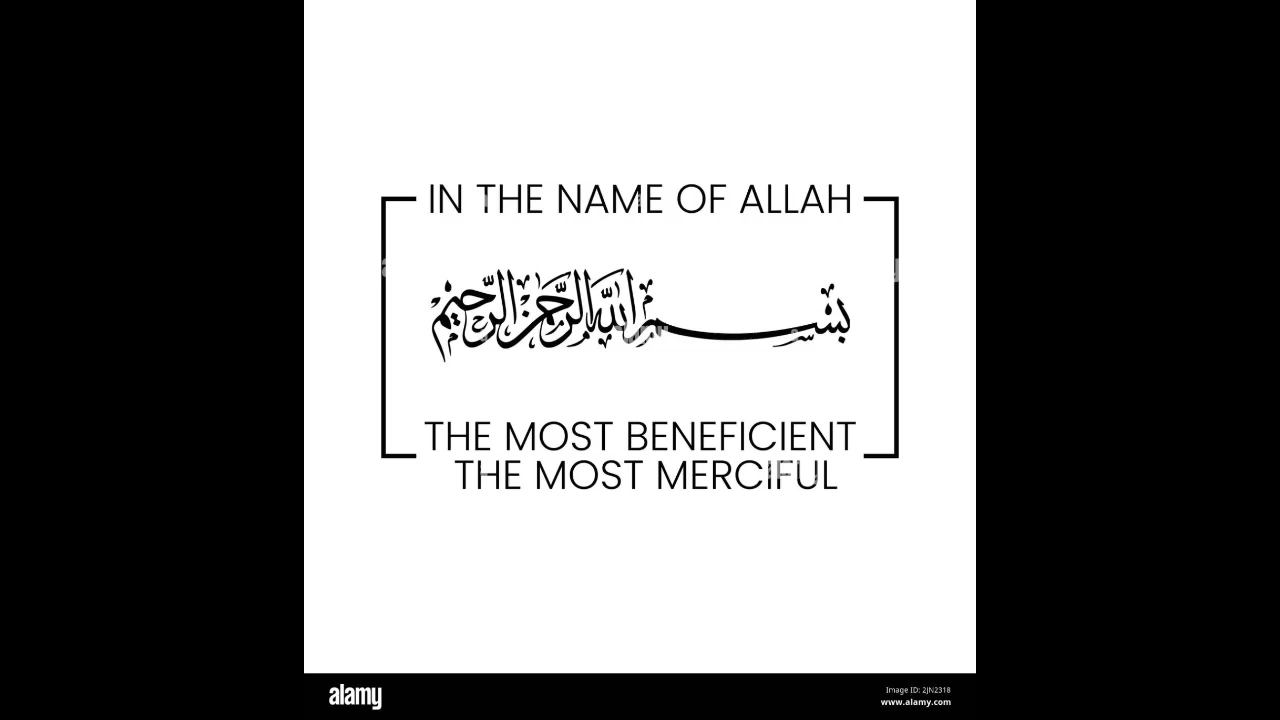 IN THE NAME OF ALLAH
بسم الله الرحمن الرحيم
THE MOST BENEFICIENT
THE MOST MERCIFUL
alamy
Image ID: 2JN2318
www.alamy.com